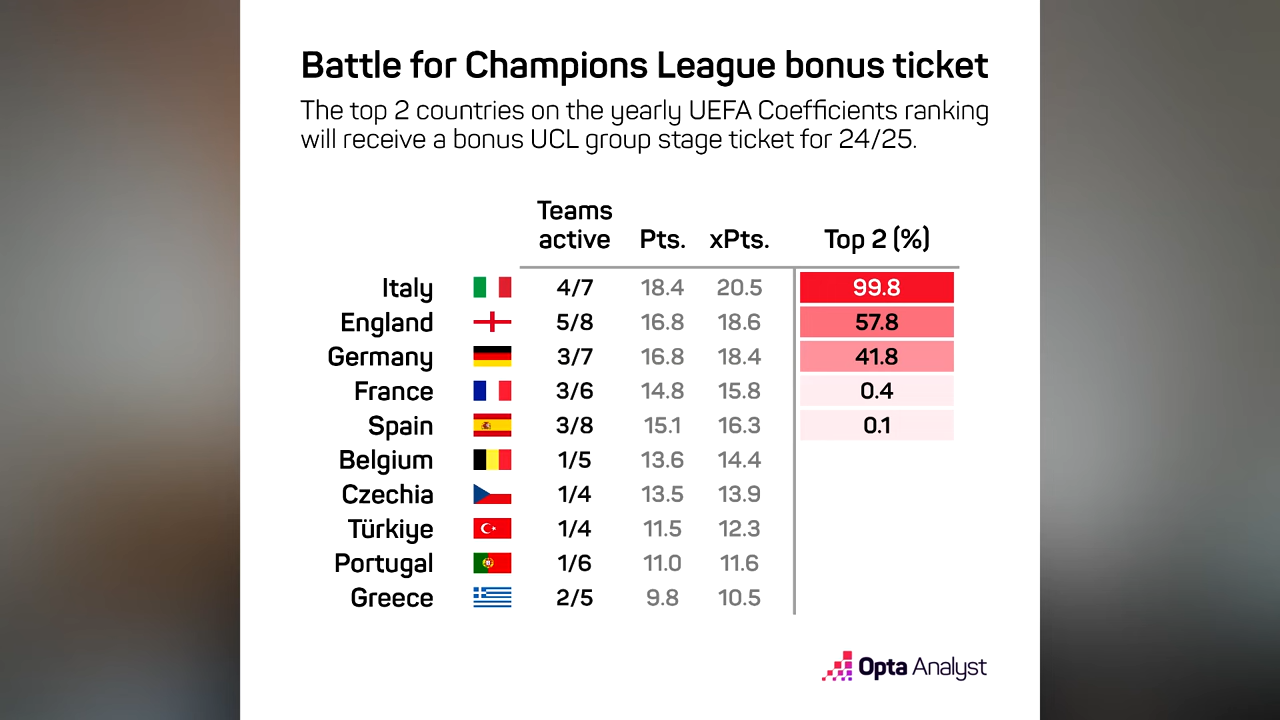 Battle for Champions League bonus ticket
The top 2 countries on the yearly UEFA Coefficients ranking
will receive a bonus UCL group stage ticket for 24/25.
Teams
active Pts. xPts. Top 2 (%)
Italy 4/7 18.4 20.5 99.8
England 5/8 16.8 18.6 57.8
Germany 3/7 16.8 18.4 41.8
France 3/6 14.8 15.8 0.4
Spain 3/8 15.1 16.3 0.1
Belgium 1/5 13.6 14.4
Czechia 1/4 13.5 13.9
Türkiye 1/4 11.5 12.3
Portugal 1/6 11.0 11.6
Greece 2/5 9.8 10.5
Opta Analyst